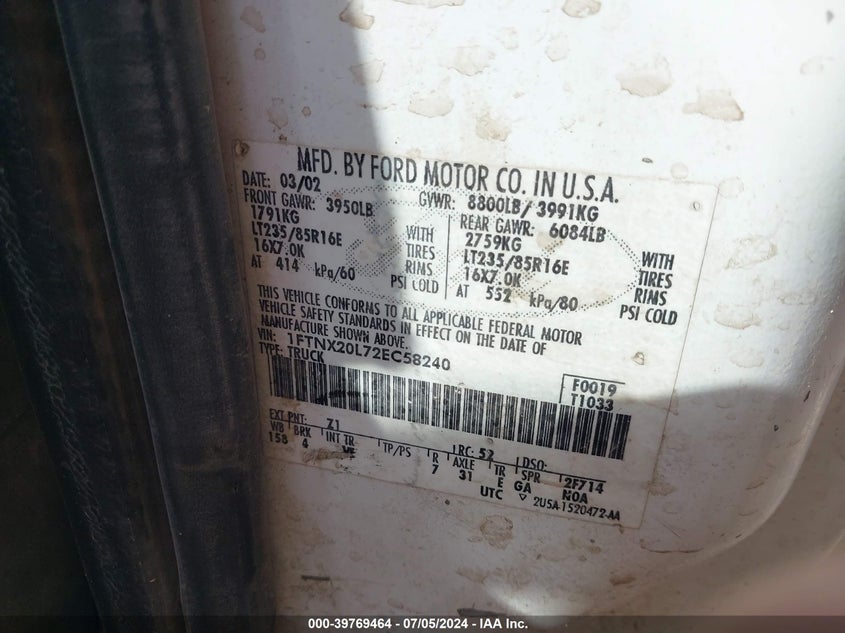 MFD. BY FORD MOTOR CO. IN U.S.A.
DATE: 03/02 GVWR: 8800LB/ 3991KG
FRONT GAWR: 3950LB REAR GAWR: 6084LB
1791KG 2759KG
LT235/85R16E WITH LT235/85R16E WITH
16X7.0K TIRES 16X7.0K TIRES
RIMS RIMS
AT 414 kPa/60 PSI COLD AT 552 kPa/80 PSI COLD
THIS VEHICLE CONFORMS TO ALL APPLICABLE FEDERAL MOTOR
VEHICLE SAFETY STANDARDS IN EFFECT ON THE DATE OF
MANUFACTURE SHOWN ABOVE.
VIN: 1FTNX20L72EC58240
TYPE: TRUCK
F0019
T1033
EXT PNT: Z1 RC: 52 DSO:
WB BRK INT TR TP/PS R AXLE TR SPR 2F714
158 4 7 31 E GA NOA
UTC ▽ 2U5A-1520472-AA
000-39769464 / 07/05/2024 - IAA Inc.